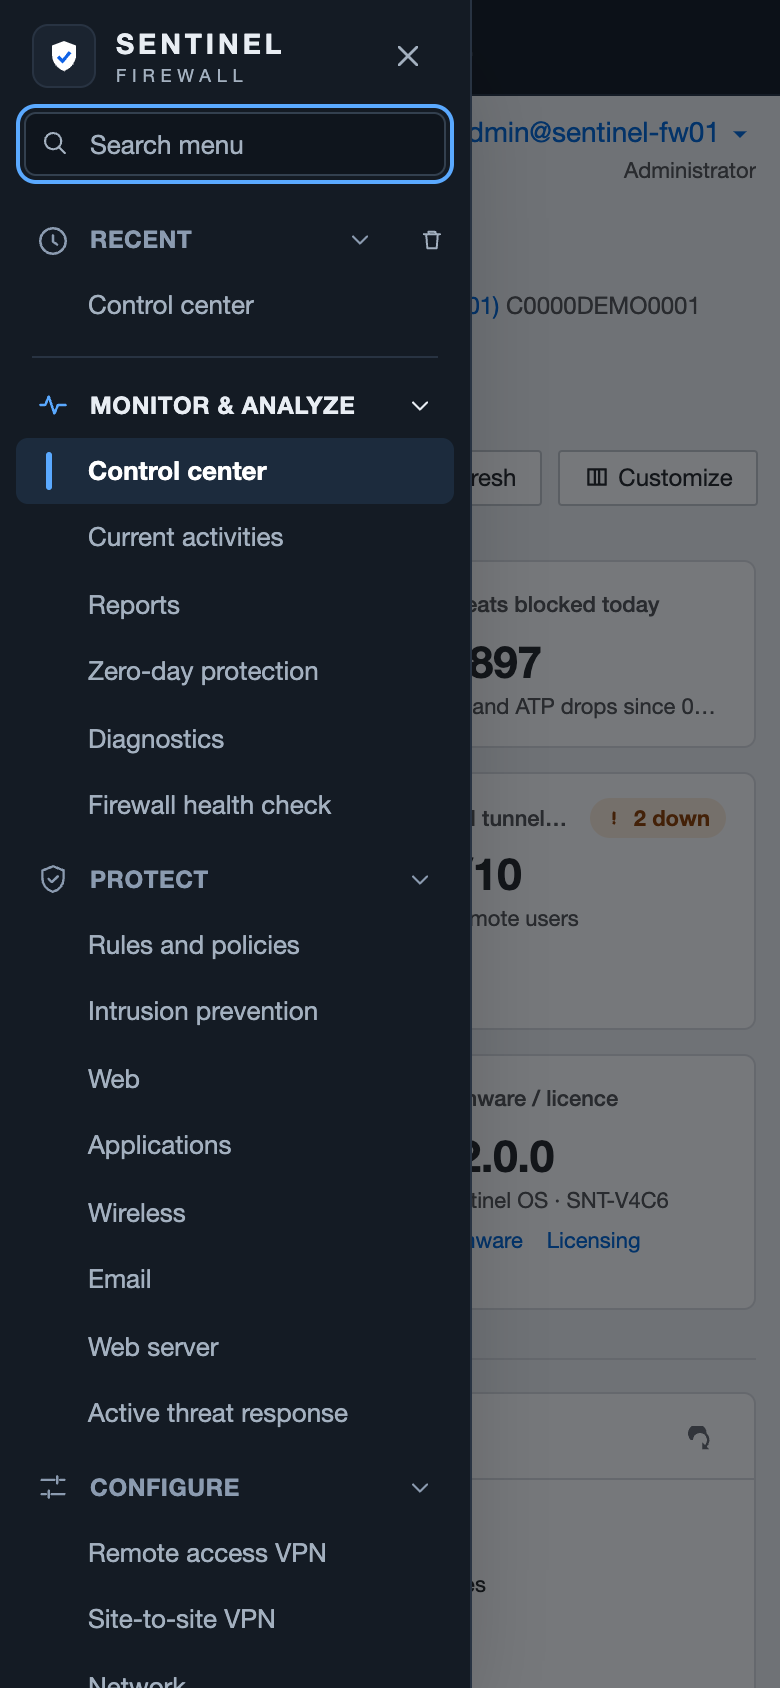 SENTINEL
FIREWALL
Search menu
RECENT
Control center
MONITOR & ANALYZE
Control center
Current activities
Reports
Zero-day protection
Diagnostics
Firewall health check
PROTECT
Rules and policies
Intrusion prevention
Web
Applications
Wireless
Email
Web server
Active threat response
CONFIGURE
Remote access VPN
Site-to-site VPN
Network
dmin@sentinel-fw01
Administrator
01) C0000DEMO0001
resh
Customize
eats blocked today
897
and ATP drops since 0…
l tunnel…
! 2 down
10
mote users
ware / licence
2.0.0
tinel OS · SNT-V4C6
ware
Licensing
es